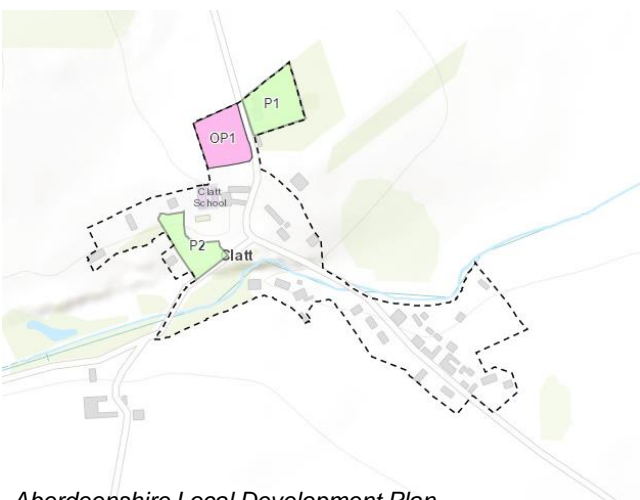 P1
OP1
Clatt
School
P2
Clatt
Aberdeenshire Local Development Plan